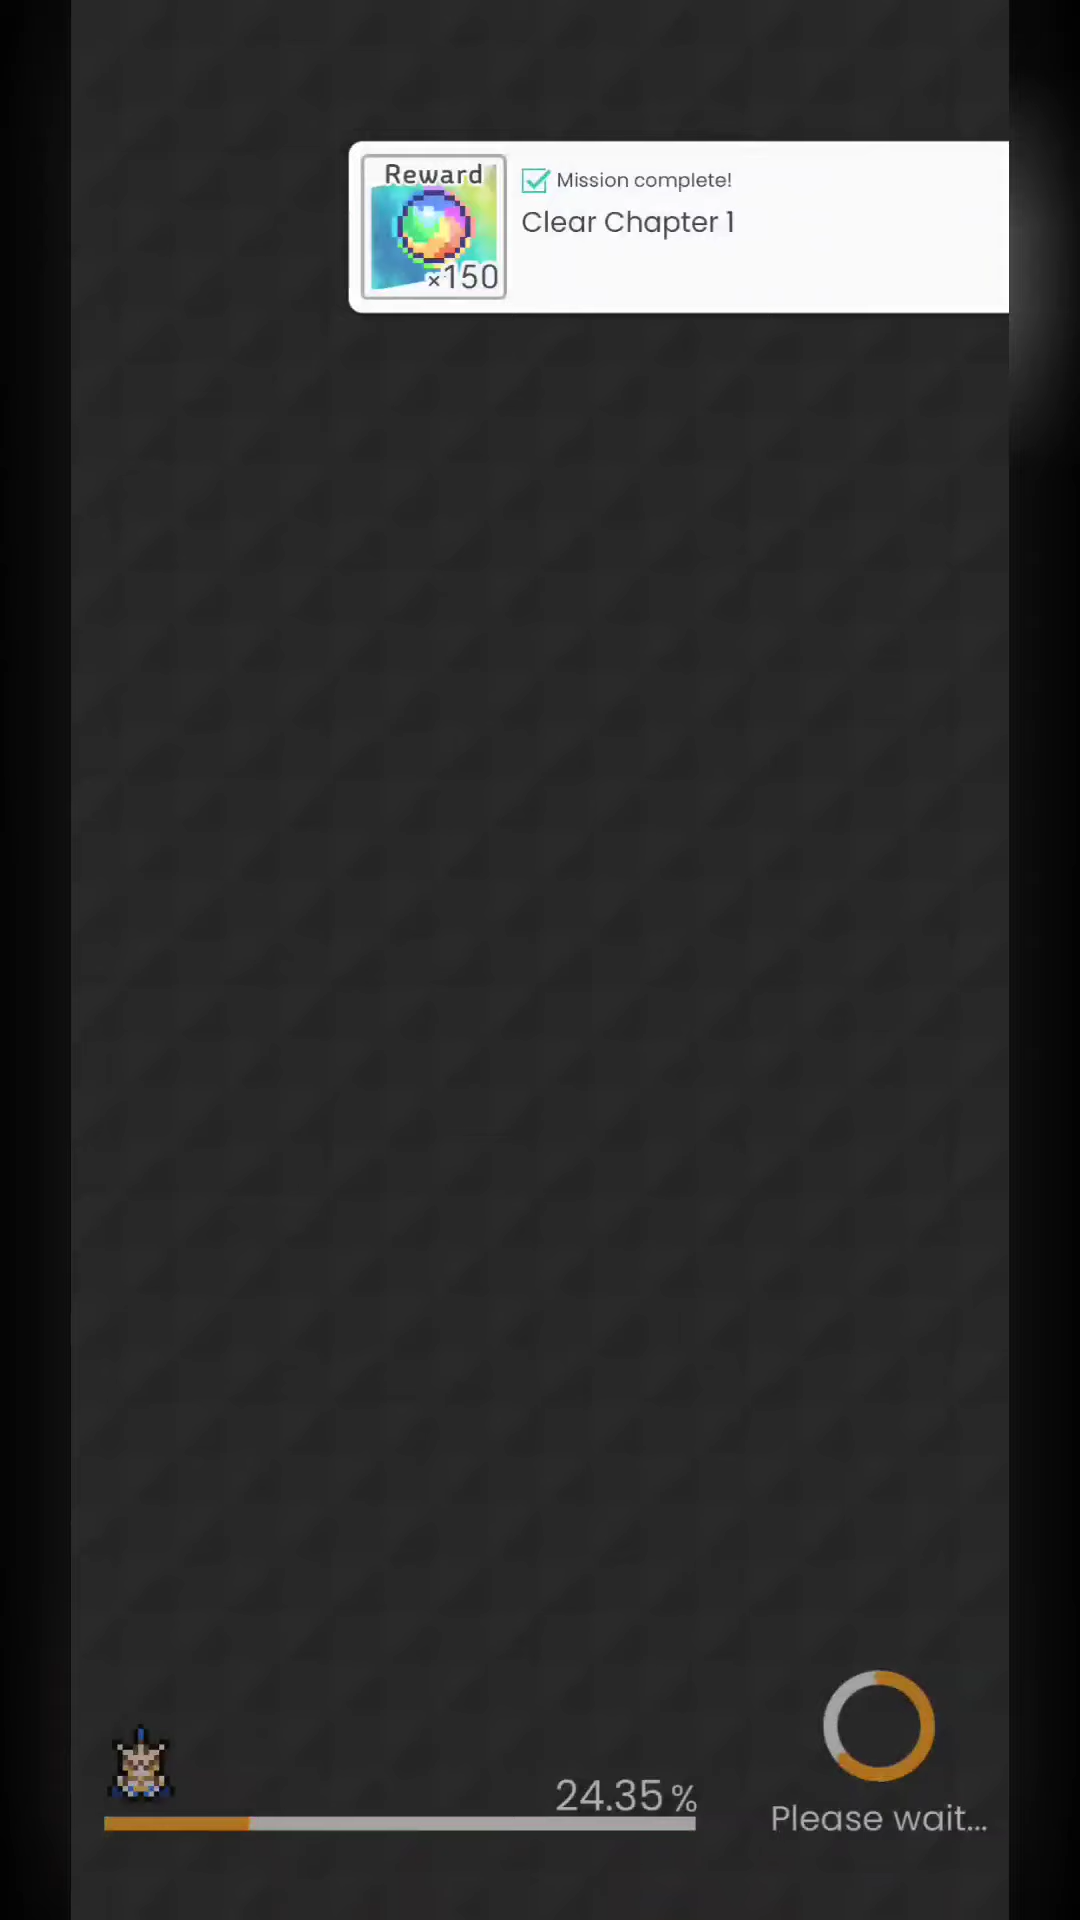 Reward
×150
Mission complete!
Clear Chapter 1
24.35 %
Please wait...